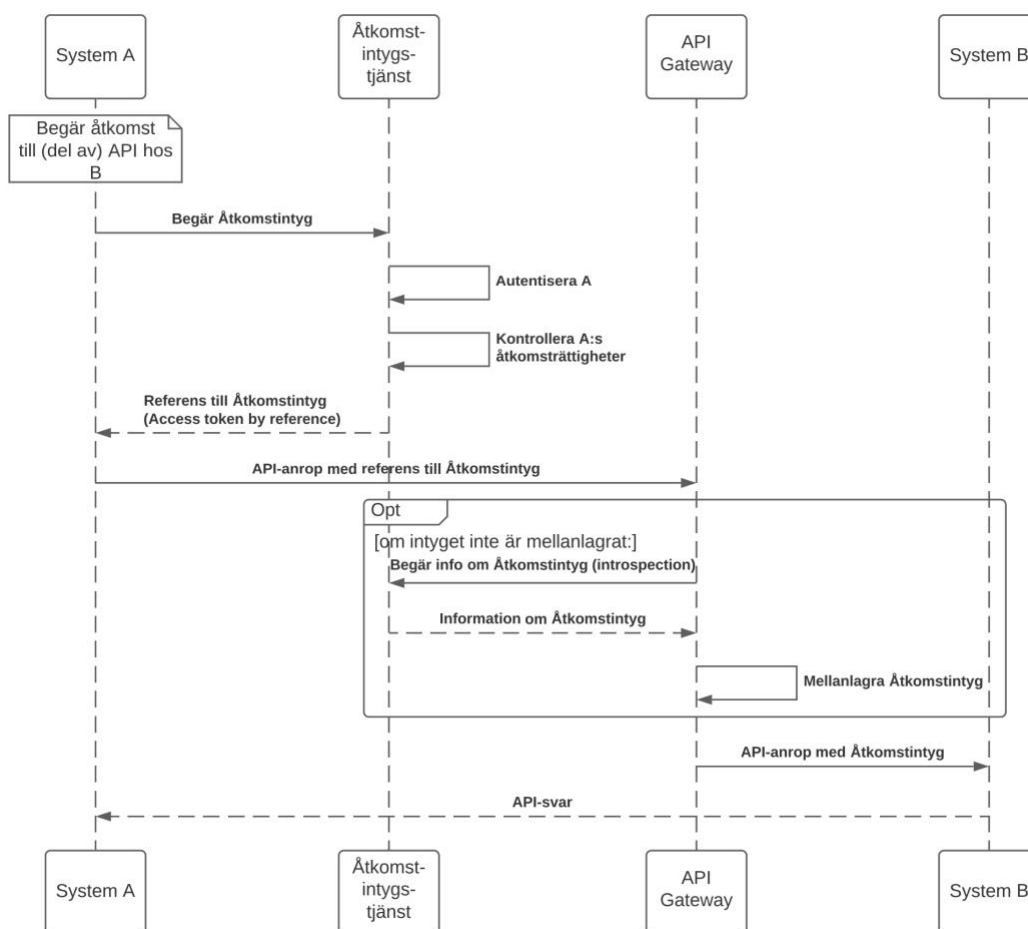 System A
Åtkomst-
intygs-
tjänst
API
Gateway
System B
Begär åtkomst
till (del av) API hos
B
Begär Åtkomstintyg
Autentisera A
Kontrollera A:s
åtkomsträttigheter
Referens till Åtkomstintyg
(Access token by reference)
API-anrop med referens till Åtkomstintyg
Opt
[om intyget inte är mellanlagrat:]
Begär info om Åtkomstintyg (introspection)
Information om Åtkomstintyg
Mellanlagra Åtkomstintyg
API-anrop med Åtkomstintyg
API-svar
System A
Åtkomst-
intygs-
tjänst
API
Gateway
System B